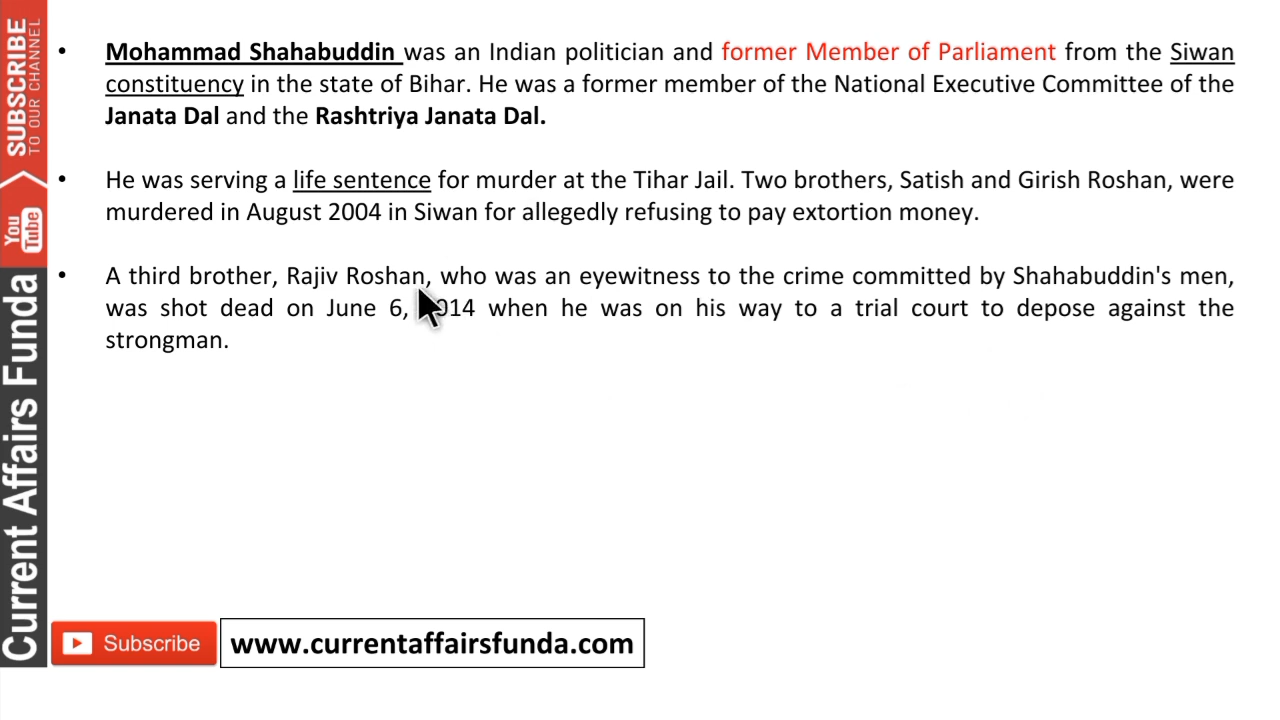 SUBSCRIBE
TO OUR CHANNEL
You
Tube
Current Affairs Funda
• Mohammad Shahabuddin was an Indian politician and former Member of Parliament from the Siwan
constituency in the state of Bihar. He was a former member of the National Executive Committee of the
Janata Dal and the Rashtriya Janata Dal.
• He was serving a life sentence for murder at the Tihar Jail. Two brothers, Satish and Girish Roshan, were
murdered in August 2004 in Siwan for allegedly refusing to pay extortion money.
• A third brother, Rajiv Roshan, who was an eyewitness to the crime committed by Shahabuddin's men,
was shot dead on June 6, 014 when he was on his way to a trial court to depose against the
strongman.
Subscribe
www.currentaffairsfunda.com